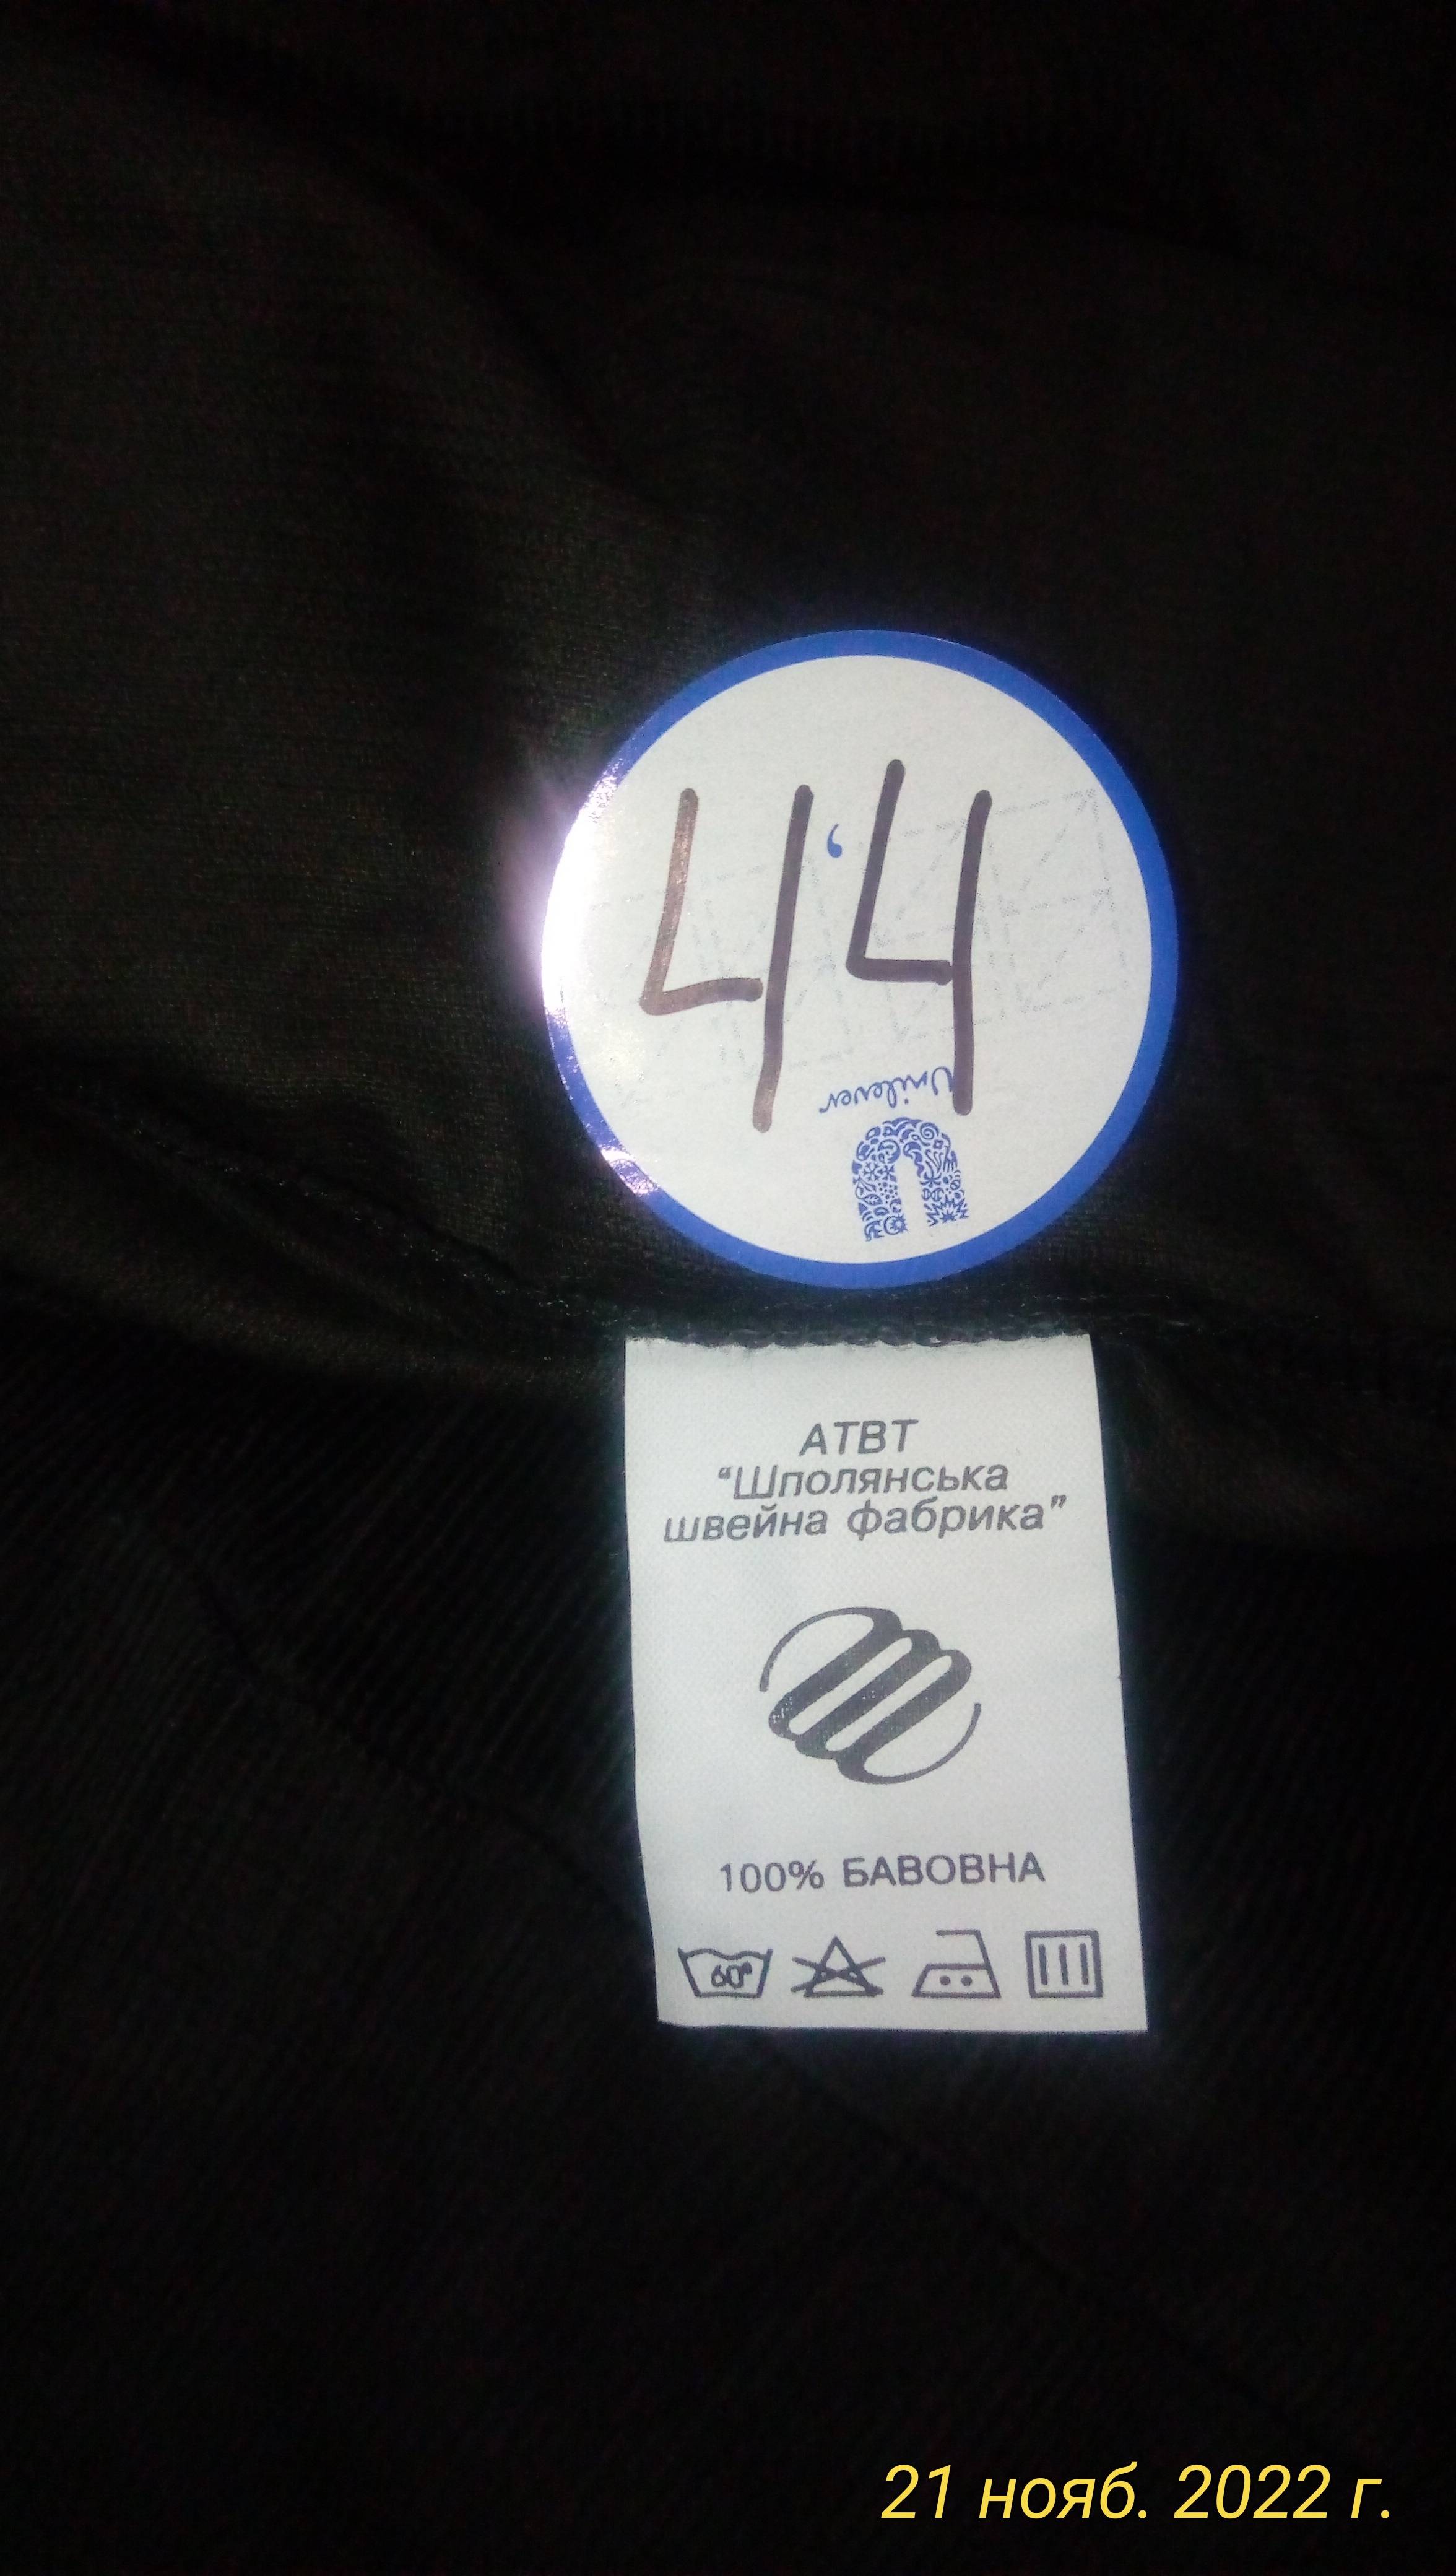 44
,
Unilever
АТВТ
“Шполянська
швейна фабрика”
100% БАВОВНА
60°
21 нояб. 2022 г.